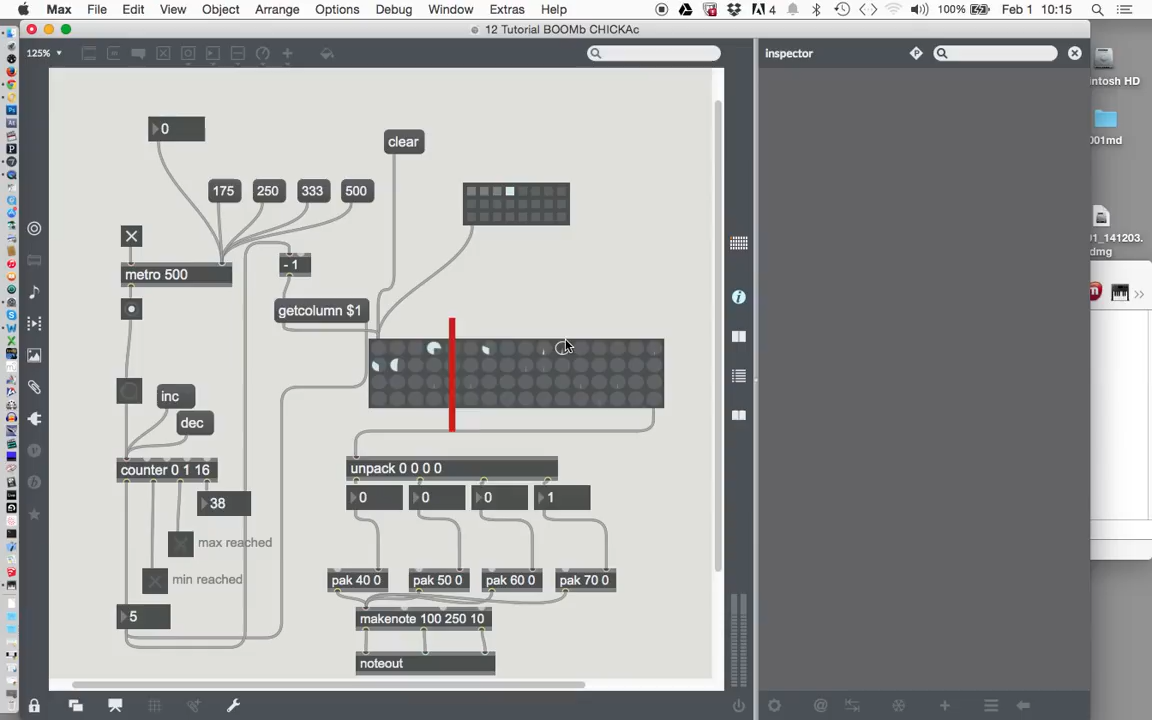 Max File Edit View Object Arrange Options Debug Window Extras Help 4 100% Feb 1 10:15
12 Tutorial BOOMb CHICKAc
125%
inspector
P
intosh HD
001md
01_141203.
dmg
0
clear
175 250 333 500
metro 500
- 1
getcolumn $1
inc
dec
counter 0 1 16
38
max reached
min reached
5
unpack 0 0 0 0
0 0 0 1
pak 40 0 pak 50 0 pak 60 0 pak 70 0
makenote 100 250 10
noteout